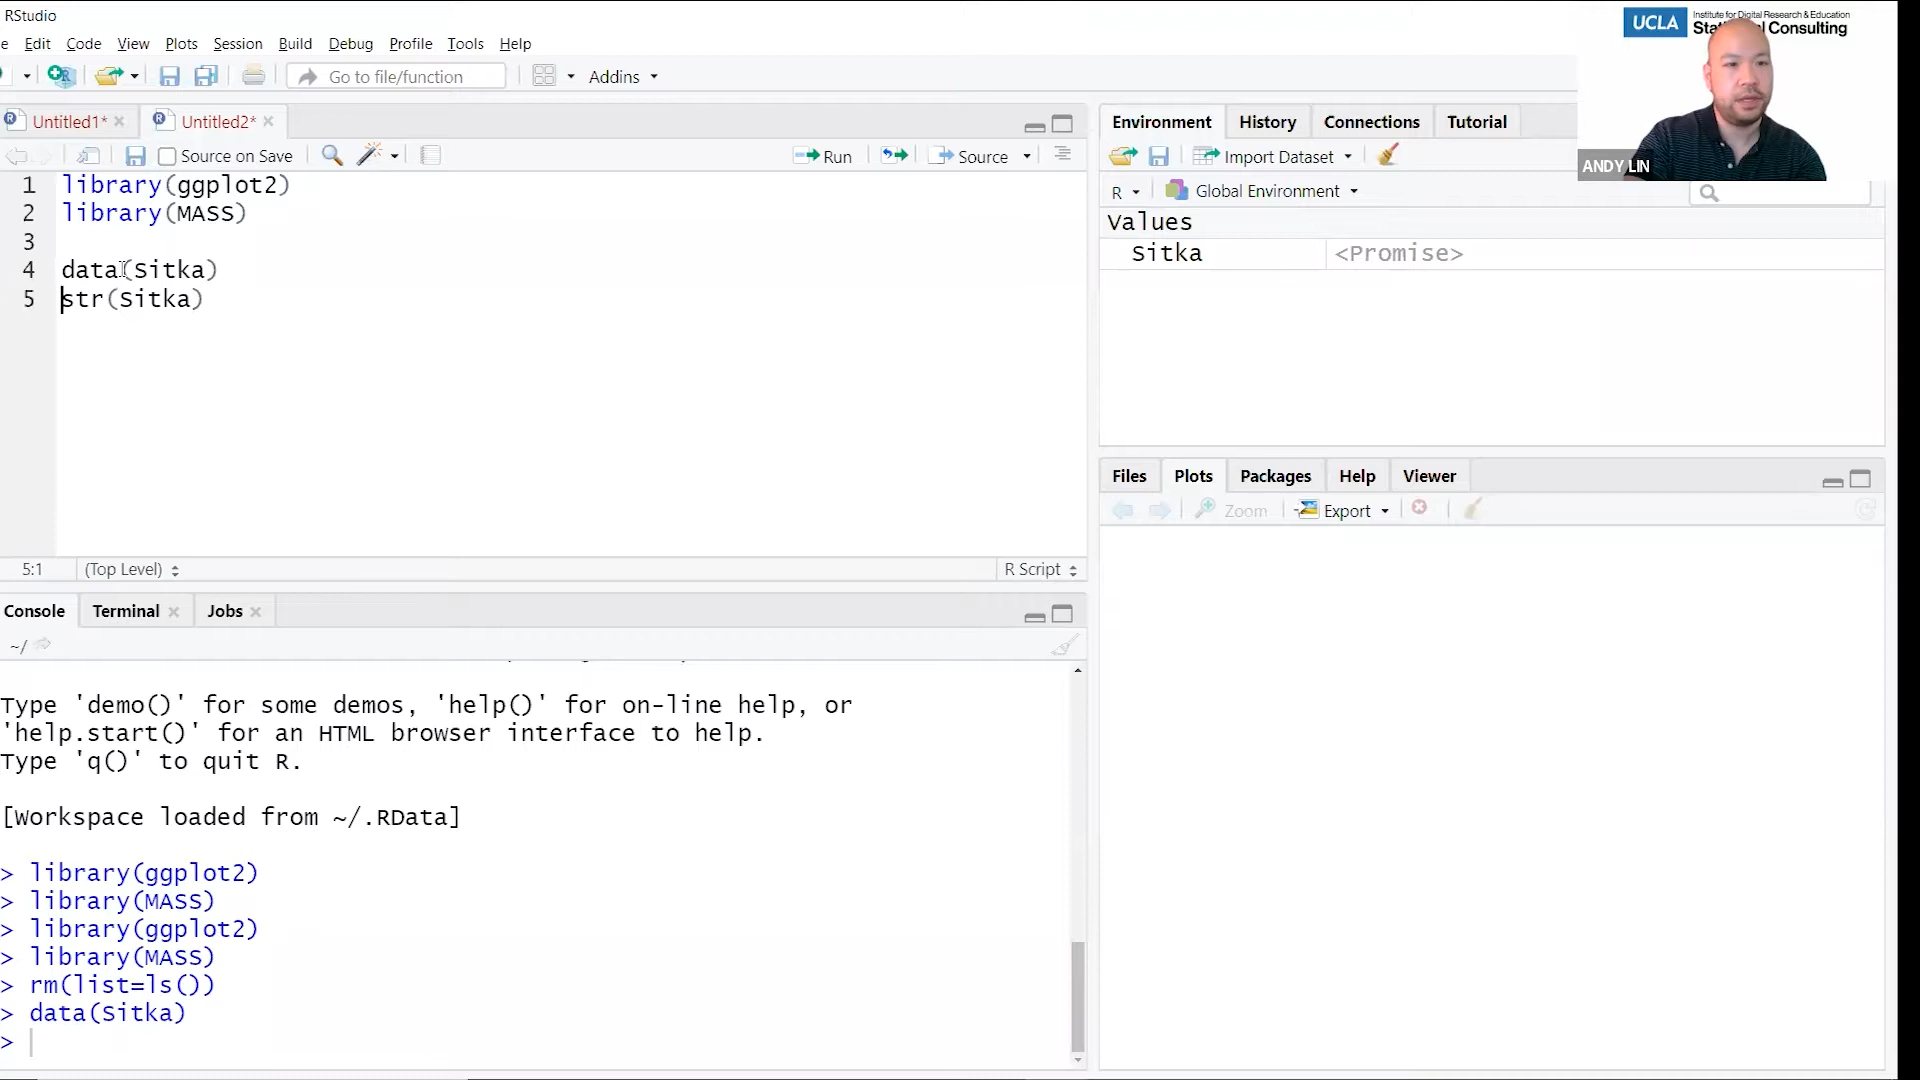 RStudio
e Edit Code View Plots Session Build Debug Profile Tools Help
Go to file/function Addins
UCLA Institute for Digital Research & Education
Consulting
ANDY LIN
Untitled1* Untitled2*
Source on Save Run Source
1 library(ggplot2)
2 library(MASS)
3
4 data(Sitka)
5 str(Sitka)
5:1 (Top Level) R Script
Console Terminal Jobs
~/
Type 'demo()' for some demos, 'help()' for on-line help, or
'help.start()' for an HTML browser interface to help.
Type 'q()' to quit R.
[Workspace loaded from ~/.RData]
> library(ggplot2)
> library(MASS)
> library(ggplot2)
> library(MASS)
> rm(list=ls())
> data(Sitka)
>
Environment History Connections Tutorial
Import Dataset
R Global Environment
Values
Sitka <Promise>
Files Plots Packages Help Viewer
Zoom Export